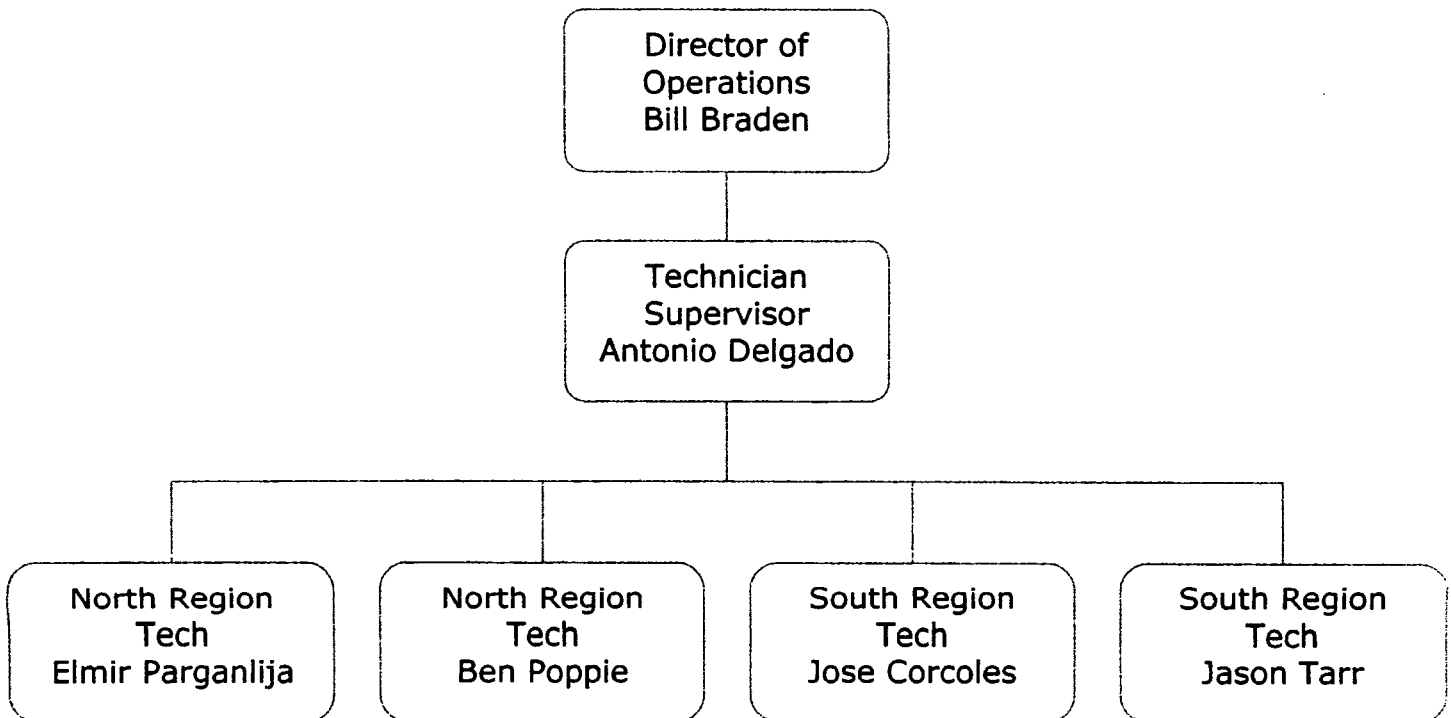 Director of
Operations
Bill Braden
Technician
Supervisor
Antonio Delgado
North Region
Tech
Elmir Parganlija
North Region
Tech
Ben Poppie
South Region
Tech
Jose Corcoles
South Region
Tech
Jason Tarr